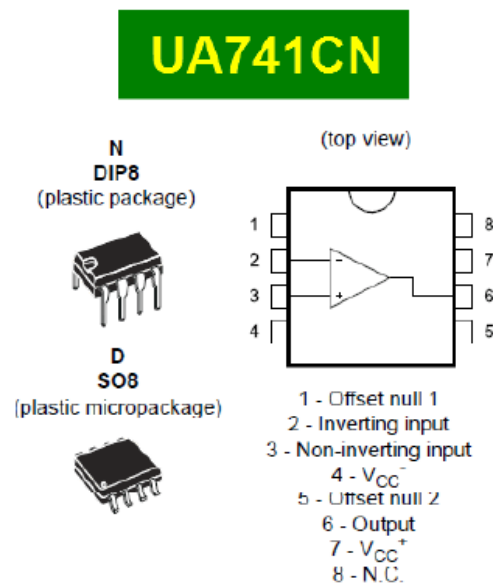 UA741CN
N
DIP8
(plastic package)
D
SO8
(plastic micropackage)
(top view)
1
2
3
4
8
7
6
5
-
+
1 - Offset null 1
2 - Inverting input
3 - Non-inverting input
4 - VCC-
5 - Offset null 2
6 - Output
7 - VCC+
8 - N.C.